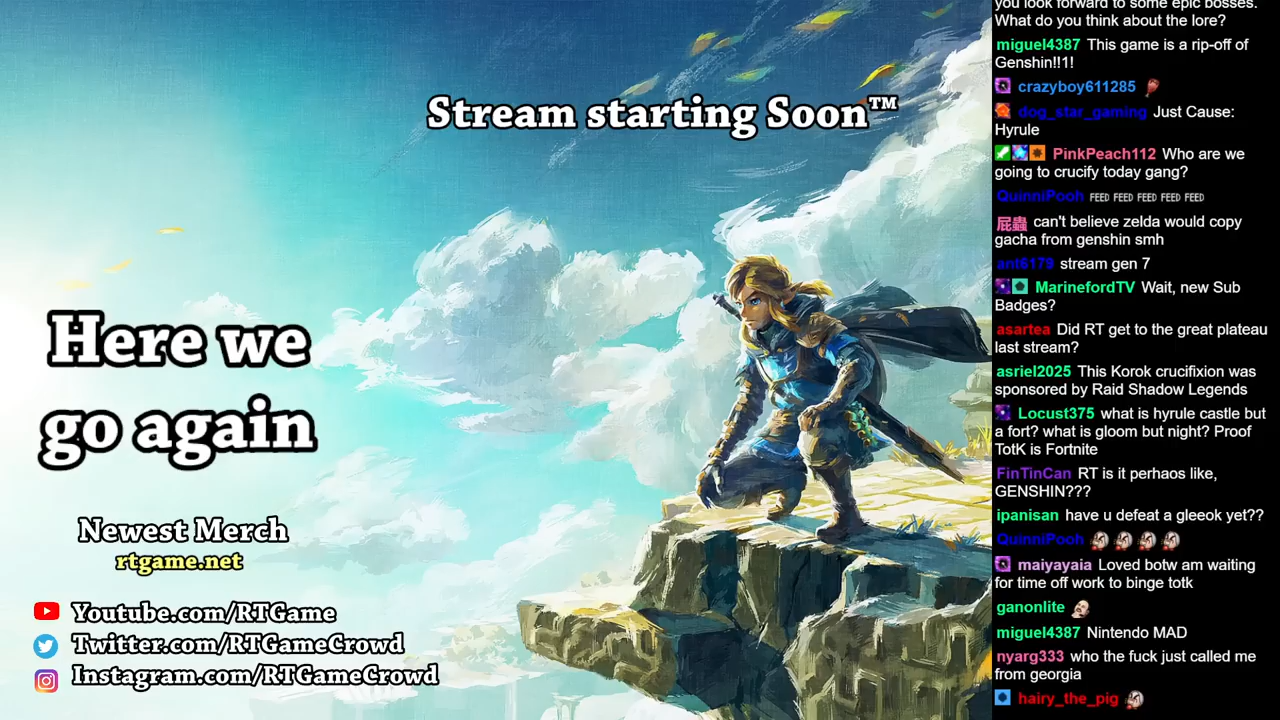 Stream starting Soon™
Here we
go again
Newest Merch
rtgame.net
Youtube.com/RTGame
Twitter.com/RTGameCrowd
Instagram.com/RTGameCrowd
you look forward to some epic bosses.
What do you think about the lore?
miguel4387 This game is a rip-off of
Genshin!!1!
crazyboy611285
dog_star_gaming Just Cause:
Hyrule
PinkPeach112 Who are we
going to crucify today gang?
QuinniPooh FEED FEED FEED FEED FEED
屁蟲 can't believe zelda would copy
gacha from genshin smh
ant6179 stream gen 7
MarinefordTV Wait, new Sub
Badges?
asartea Did RT get to the great plateau
last stream?
asriel2025 This Korok crucifixion was
sponsored by Raid Shadow Legends
Locust375 what is hyrule castle but
a fort? what is gloom but night? Proof
TotK is Fortnite
FinTinCan RT is it perhaos like,
GENSHIN???
ipanisan have u defeat a gleeok yet??
QuinniPooh
maiyayaia Loved botw am waiting
for time off work to binge totk
ganonlite
miguel4387 Nintendo MAD
nyarg333 who the fuck just called me
from georgia
hairy_the_pig